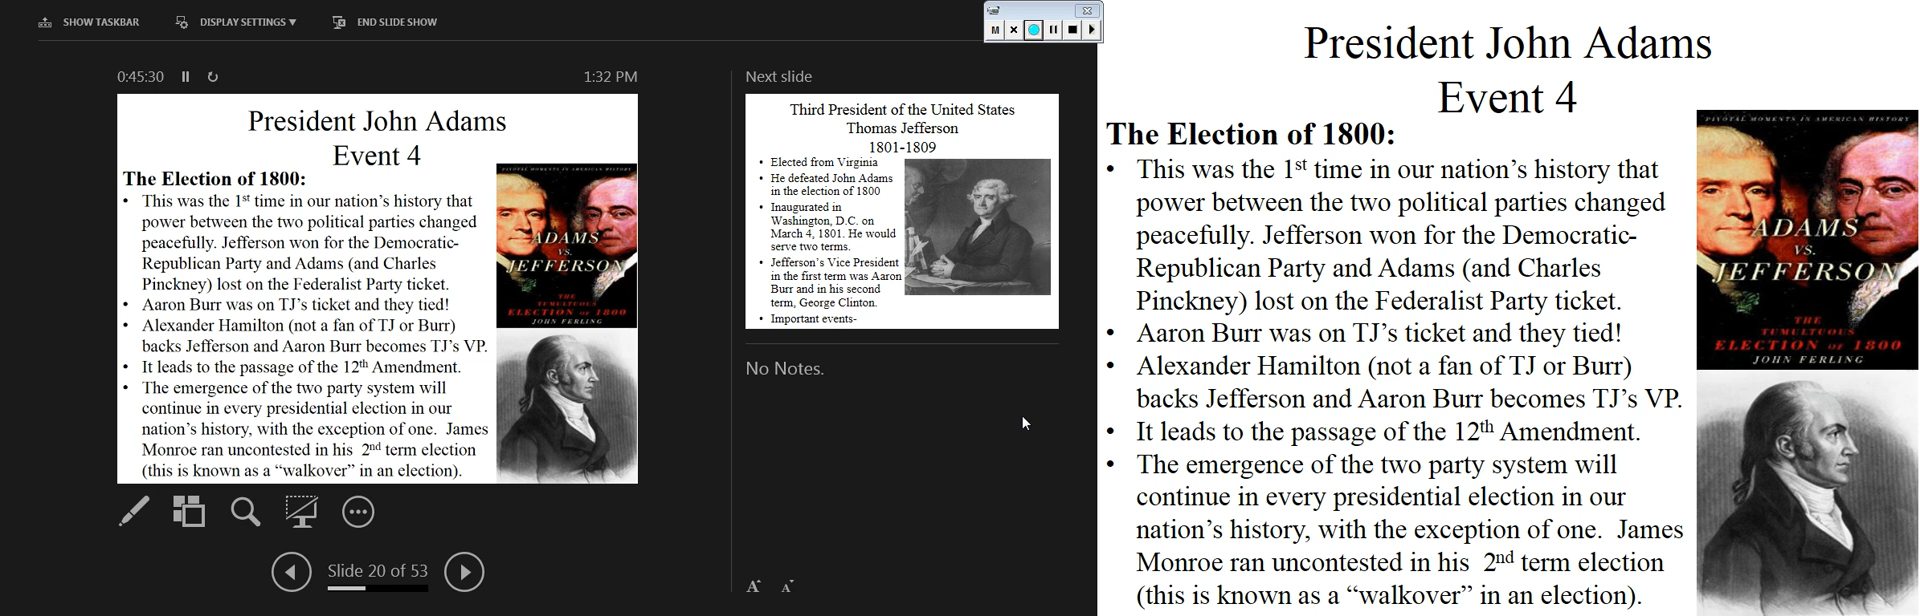 SHOW TASKBAR
DISPLAY SETTINGS ▼
END SLIDE SHOW
M
0:45:30
1:32 PM
President John Adams
Event 4
The Election of 1800:
• This was the 1st time in our nation’s history that
power between the two political parties changed
peacefully. Jefferson won for the Democratic-
Republican Party and Adams (and Charles
Pinckney) lost on the Federalist Party ticket.
• Aaron Burr was on TJ’s ticket and they tied!
• Alexander Hamilton (not a fan of TJ or Burr)
backs Jefferson and Aaron Burr becomes TJ’s VP.
• It leads to the passage of the 12th Amendment.
• The emergence of the two party system will
continue in every presidential election in our
nation’s history, with the exception of one.  James
Monroe ran uncontested in his  2nd term election
(this is known as a “walkover” in an election).
PIVOTAL MOMENTS IN AMERICAN HISTORY
ADAMS
VS.
JEFFERSON
THE
TUMULTUOUS
ELECTION OF 1800
JOHN FERLING
Slide 20 of 53
Next slide
Third President of the United States
Thomas Jefferson
1801-1809
• Elected from Virginia
• He defeated John Adams
in the election of 1800
• Inaugurated in
Washington, D.C. on
March 4, 1801. He would
serve two terms.
• Jefferson’s Vice President
in the first term was Aaron
Burr and in his second
term, George Clinton.
• Important events-
No Notes.
A A
President John Adams
Event 4
The Election of 1800:
• This was the 1st time in our nation’s history that
power between the two political parties changed
peacefully. Jefferson won for the Democratic-
Republican Party and Adams (and Charles
Pinckney) lost on the Federalist Party ticket.
• Aaron Burr was on TJ’s ticket and they tied!
• Alexander Hamilton (not a fan of TJ or Burr)
backs Jefferson and Aaron Burr becomes TJ’s VP.
• It leads to the passage of the 12th Amendment.
• The emergence of the two party system will
continue in every presidential election in our
nation’s history, with the exception of one.  James
Monroe ran uncontested in his  2nd term election
(this is known as a “walkover” in an election).
PIVOTAL MOMENTS IN AMERICAN HISTORY
ADAMS
VS.
JEFFERSON
THE
TUMULTUOUS
ELECTION OF 1800
JOHN FERLING